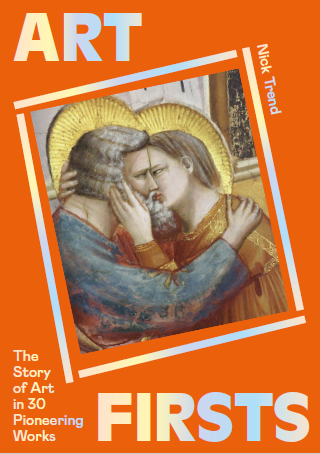 ART
Nick Trend
The
Story
of Art
in 30
Pioneering
Works
FIRSTS